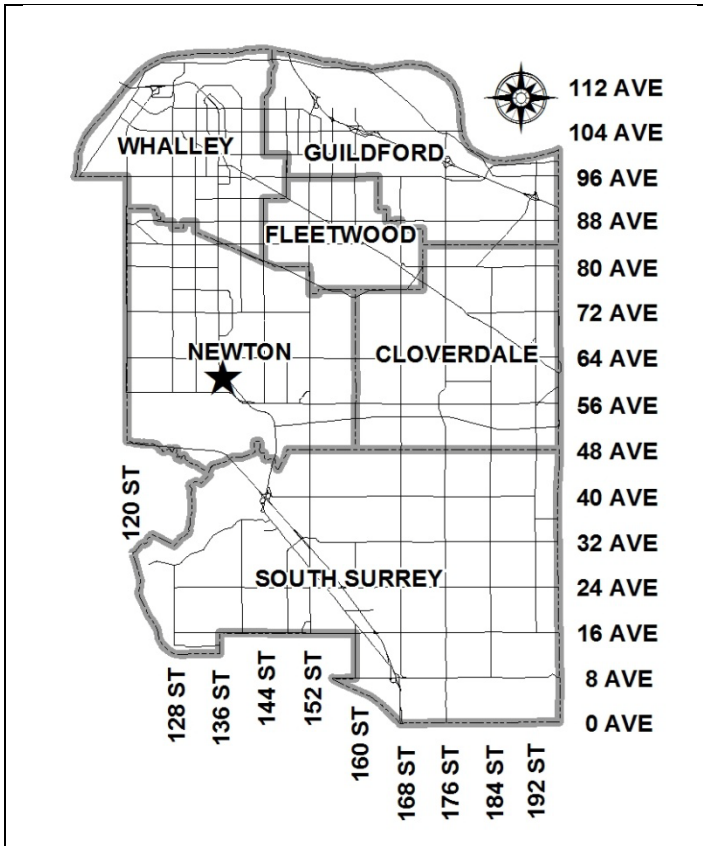 112 AVE
104 AVE
WHALLEY
GUILDFORD
96 AVE
88 AVE
FLEETWOOD
80 AVE
72 AVE
NEWTON
CLOVERDALE
64 AVE
56 AVE
48 AVE
120 ST
40 AVE
32 AVE
SOUTH SURREY
24 AVE
16 AVE
8 AVE
0 AVE
128 ST
136 ST
144 ST
152 ST
160 ST
168 ST
176 ST
184 ST
192 ST